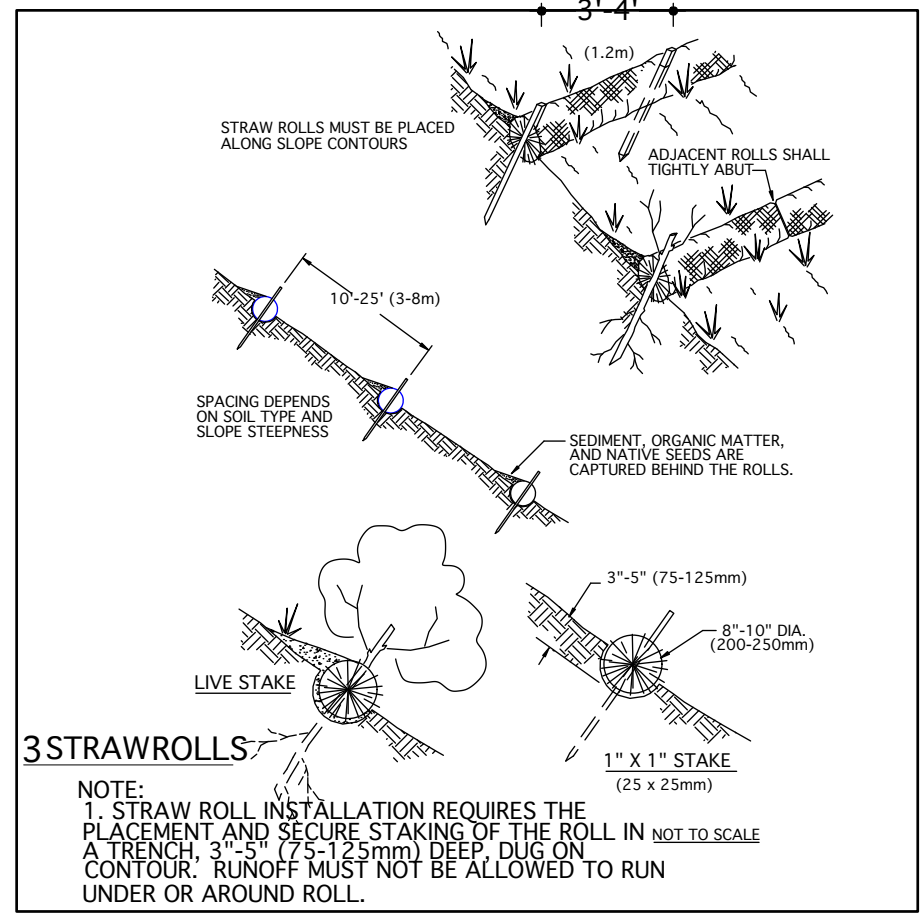 3'-4'
(1.2m)
STRAW ROLLS MUST BE PLACED
ALONG SLOPE CONTOURS
ADJACENT ROLLS SHALL
TIGHTLY ABUT
10'-25' (3-8m)
SPACING DEPENDS
ON SOIL TYPE AND
SLOPE STEEPNESS
SEDIMENT, ORGANIC MATTER,
AND NATIVE SEEDS ARE
CAPTURED BEHIND THE ROLLS.
3"-5" (75-125mm)
8"-10" DIA.
(200-250mm)
LIVE STAKE
1" X 1" STAKE
(25 x 25mm)
3 STRAWROLLS
NOT TO SCALE
NOTE:
1. STRAW ROLL INSTALLATION REQUIRES THE
PLACEMENT AND SECURE STAKING OF THE ROLL IN
A TRENCH, 3"-5" (75-125mm) DEEP, DUG ON
CONTOUR. RUNOFF MUST NOT BE ALLOWED TO RUN
UNDER OR AROUND ROLL.